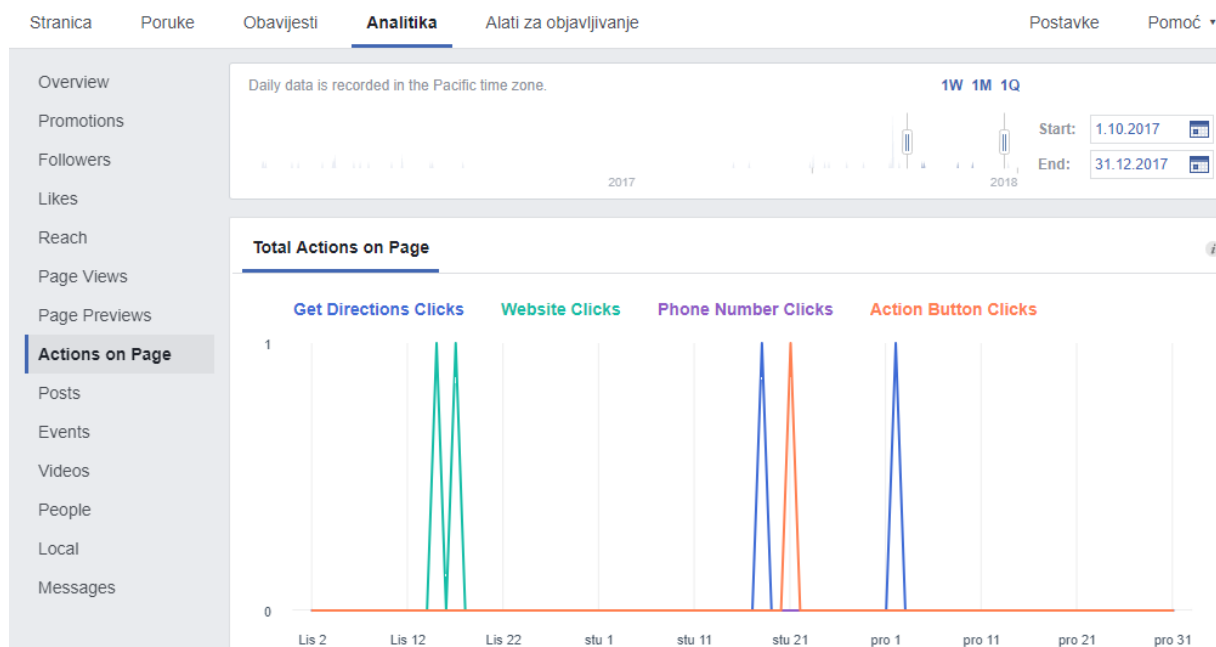 Stranica Poruke Obavijesti Analitika Alati za objavljivanje Postavke Pomoć
Overview
Promotions
Followers
Likes
Reach
Page Views
Page Previews
Actions on Page
Posts
Events
Videos
People
Local
Messages
Daily data is recorded in the Pacific time zone.
1W 1M 1Q
Start: 1.10.2017
End: 31.12.2017
2017 2018
Total Actions on Page
i
Get Directions Clicks Website Clicks Phone Number Clicks Action Button Clicks
1
0
Lis 2 Lis 12 Lis 22 stu 1 stu 11 stu 21 pro 1 pro 11 pro 21 pro 31